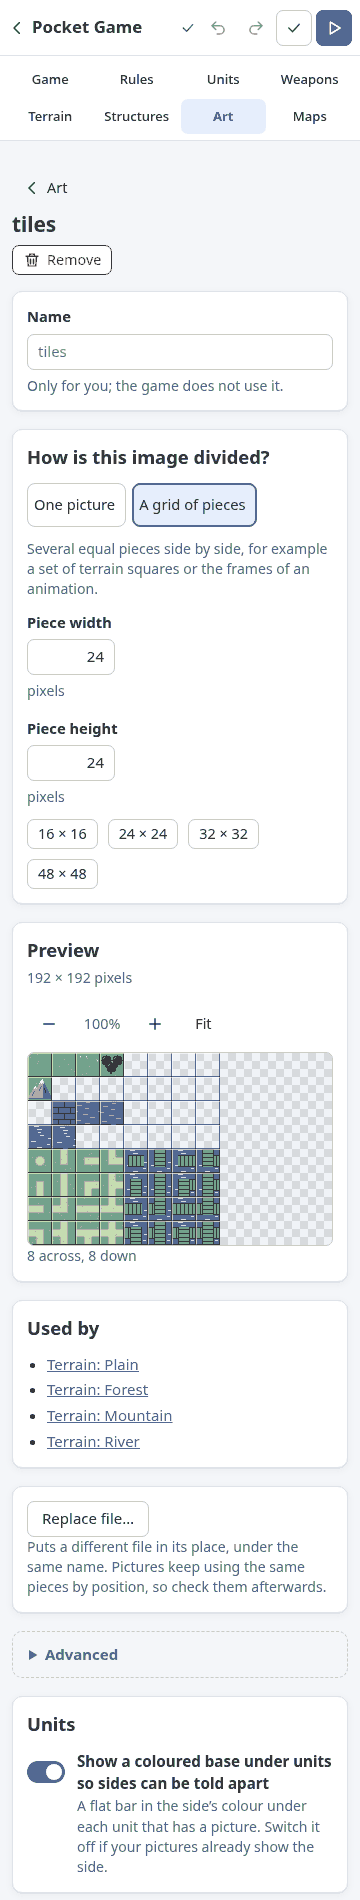 Pocket Game
Game Rules Units Weapons
Terrain Structures Art Maps
Art
tiles
Remove
Name
tiles
Only for you; the game does not use it.
How is this image divided?
One picture A grid of pieces
Several equal pieces side by side, for example
a set of terrain squares or the frames of an
animation.
Piece width
24
pixels
Piece height
24
pixels
16 × 16 24 × 24 32 × 32
48 × 48
Preview
192 × 192 pixels
− 100% + Fit
8 across, 8 down
Used by
Terrain: Plain
Terrain: Forest
Terrain: Mountain
Terrain: River
Replace file...
Puts a different file in its place, under the
same name. Pictures keep using the same
pieces by position, so check them afterwards.
Advanced
Units
Show a coloured base under units
so sides can be told apart
A flat bar in the side’s colour under
each unit that has a picture. Switch it
off if your pictures already show the
side.